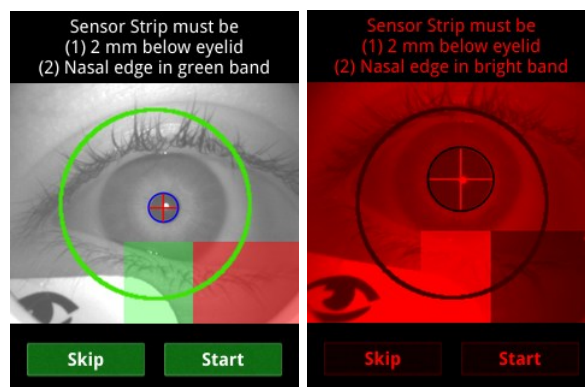 Sensor Strip must be
(1) 2 mm below eyelid
(2) Nasal edge in green band
Skip
Start
Sensor Strip must be
(1) 2 mm below eyelid
(2) Nasal edge in bright band
Skip
Start